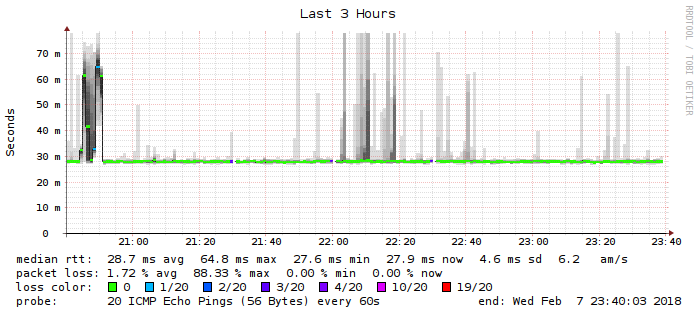 Last 3 Hours
RRDTOOL / TOBI OETIKER
Seconds
70 m
60 m
50 m
40 m
30 m
20 m
10 m
0
21:00 21:20 21:40 22:00 22:20 22:40 23:00 23:20 23:40
median rtt: 28.7 ms avg 64.8 ms max 27.6 ms min 27.9 ms now 4.6 ms sd 6.2 am/s
packet loss: 1.72 % avg 88.33 % max 0.00 % min 0.00 % now
loss color: 0 1/20 2/20 3/20 4/20 10/20 19/20
probe: 20 ICMP Echo Pings (56 Bytes) every 60s end: Wed Feb 7 23:40:03 2018